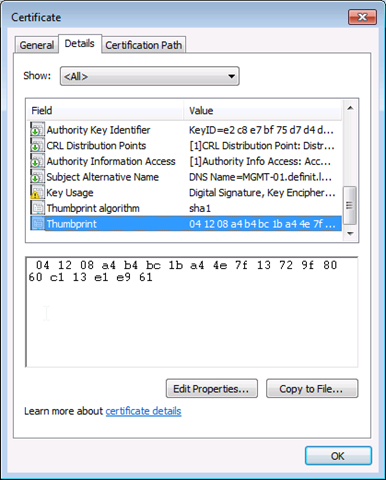 Certificate
General Details Certification Path
Show: <All>
Field Value
Authority Key Identifier KeyID=e2 c8 e7 bf 75 d7 d4 d...
CRL Distribution Points [1]CRL Distribution Point: Distr...
Authority Information Access [1]Authority Info Access: Acc...
Subject Alternative Name DNS Name=MGMT-01.definit.l...
Key Usage Digital Signature, Key Encipher...
Thumbprint algorithm sha1
Thumbprint 04 12 08 a4 b4 bc 1b a4 4e 7f ...
04 12 08 a4 b4 bc 1b a4 4e 7f 13 72 9f 80
60 c1 13 e1 e9 61
Edit Properties... Copy to File...
Learn more about certificate details
OK